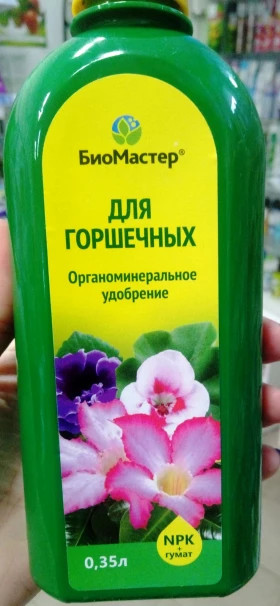 БиоМастер®
ДЛЯ
ГОРШЕЧНЫХ
Органоминеральное
удобрение
NPK
+
гумат
0,35л